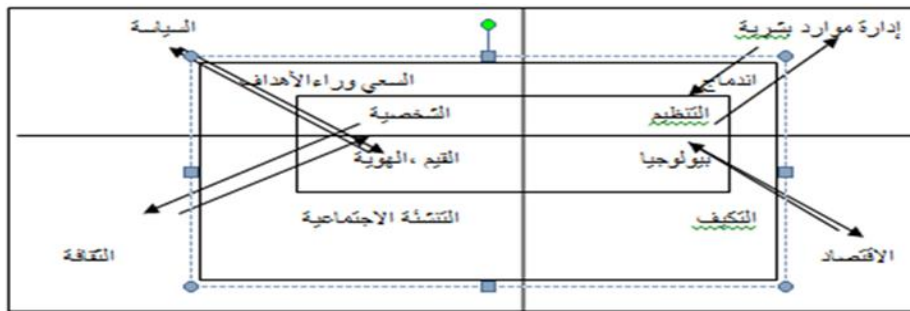 إدارة موارد بشرية السياسة
اندماج السعي وراء الأهداف
التنظيم الشخصية
بيولوجيا القيم ،الهوية
التكيف التنشئة الاجتماعية
الاقتصاد الثقافة